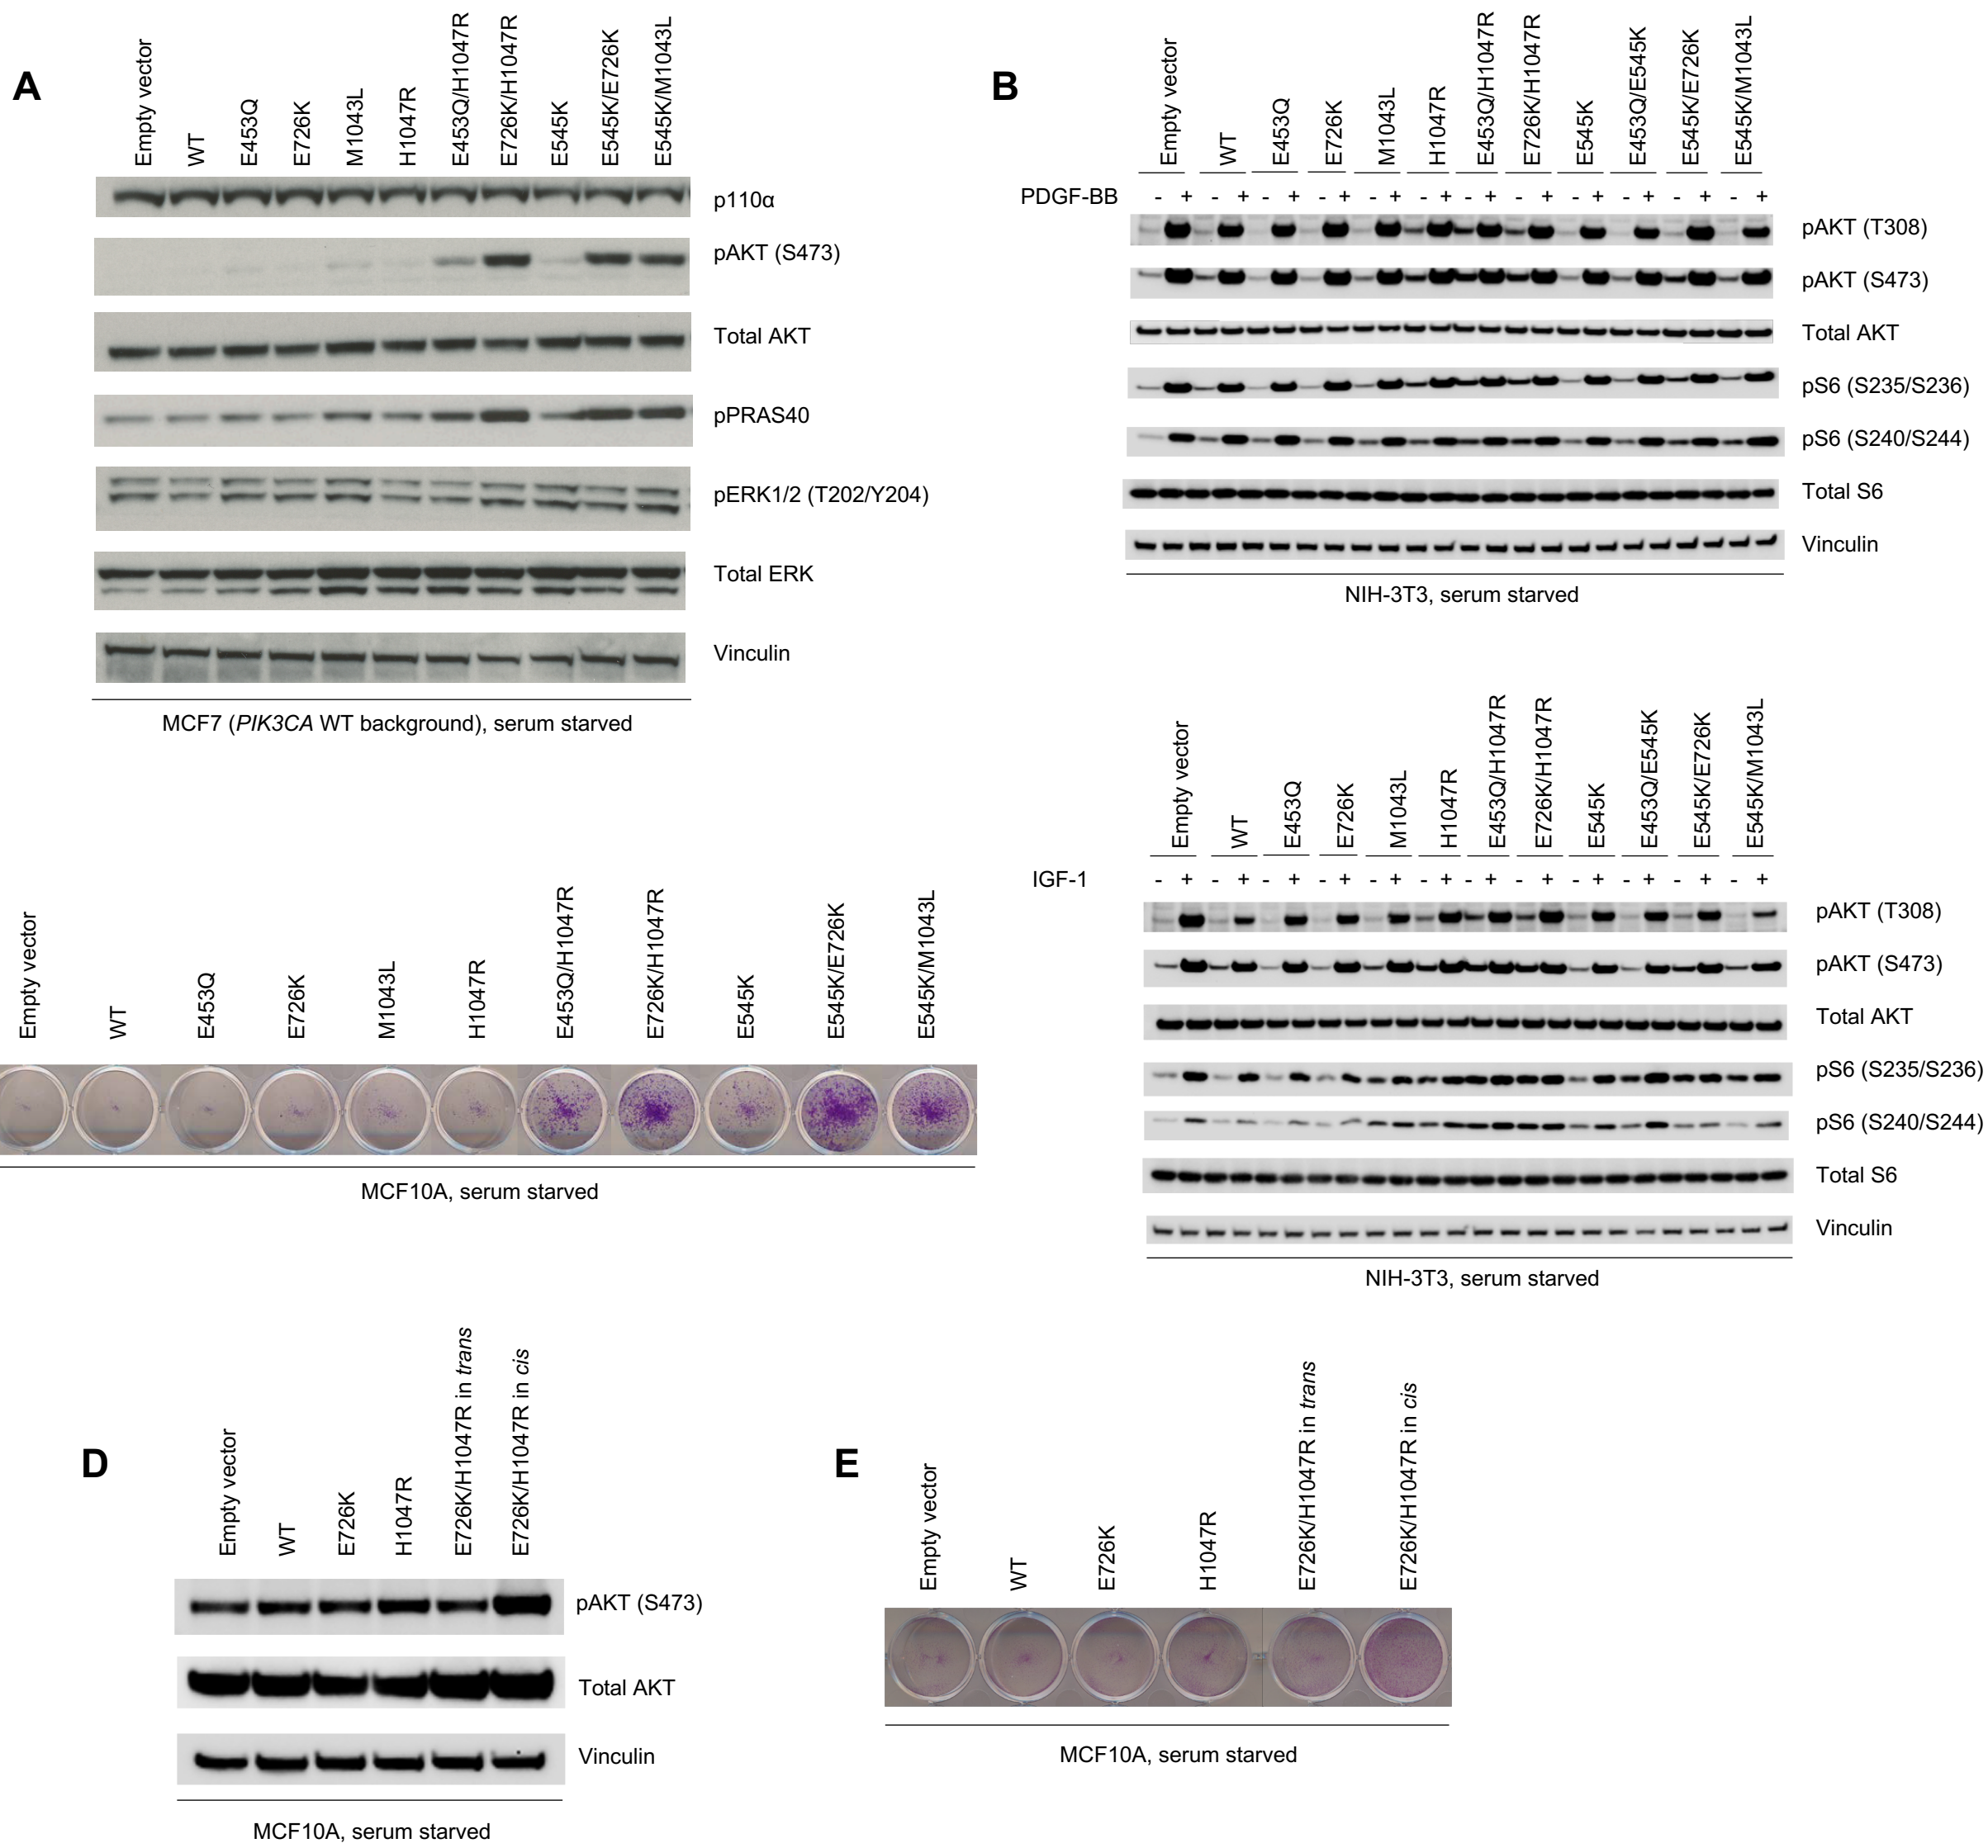 A
Empty vector
WT
E453Q
E726K
M1043L
H1047R
E453Q/H1047R
E726K/H1047R
E545K
E545K/E726K
E545K/M1043L
p110α
pAKT (S473)
Total AKT
pPRAS40
pERK1/2 (T202/Y204)
Total ERK
Vinculin
MCF7 (PIK3CA WT background), serum starved
B
Empty vector
WT
E453Q
E726K
M1043L
H1047R
E453Q/H1047R
E726K/H1047R
E545K
E453Q/E545K
E545K/E726K
E545K/M1043L
PDGF-BB - + - + - + - + - + - + - + - + - + - + - + - +
pAKT (T308)
pAKT (S473)
Total AKT
pS6 (S235/S236)
pS6 (S240/S244)
Total S6
Vinculin
NIH-3T3, serum starved
Empty vector
WT
E453Q
E726K
M1043L
H1047R
E453Q/H1047R
E726K/H1047R
E545K
E453Q/E545K
E545K/E726K
E545K/M1043L
IGF-1 - + - + - + - + - + - + - + - + - + - + - + - +
pAKT (T308)
pAKT (S473)
Total AKT
pS6 (S235/S236)
pS6 (S240/S244)
Total S6
Vinculin
NIH-3T3, serum starved
Empty vector
WT
E453Q
E726K
M1043L
H1047R
E453Q/H1047R
E726K/H1047R
E545K
E545K/E726K
E545K/M1043L
MCF10A, serum starved
D
Empty vector
WT
E726K
H1047R
E726K/H1047R in trans
E726K/H1047R in cis
pAKT (S473)
Total AKT
Vinculin
MCF10A, serum starved
E
Empty vector
WT
E726K
H1047R
E726K/H1047R in trans
E726K/H1047R in cis
MCF10A, serum starved